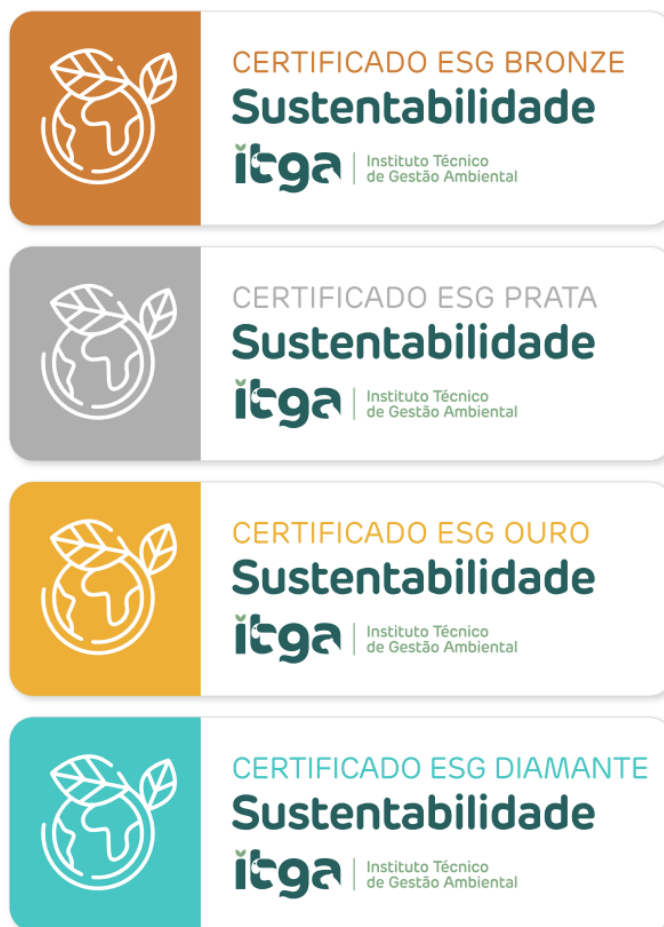 CERTIFICADO ESG BRONZE
Sustentabilidade
itga
Instituto Técnico
de Gestão Ambiental
CERTIFICADO ESG PRATA
Sustentabilidade
itga
Instituto Técnico
de Gestão Ambiental
CERTIFICADO ESG OURO
Sustentabilidade
itga
Instituto Técnico
de Gestão Ambiental
CERTIFICADO ESG DIAMANTE
Sustentabilidade
itga
Instituto Técnico
de Gestão Ambiental